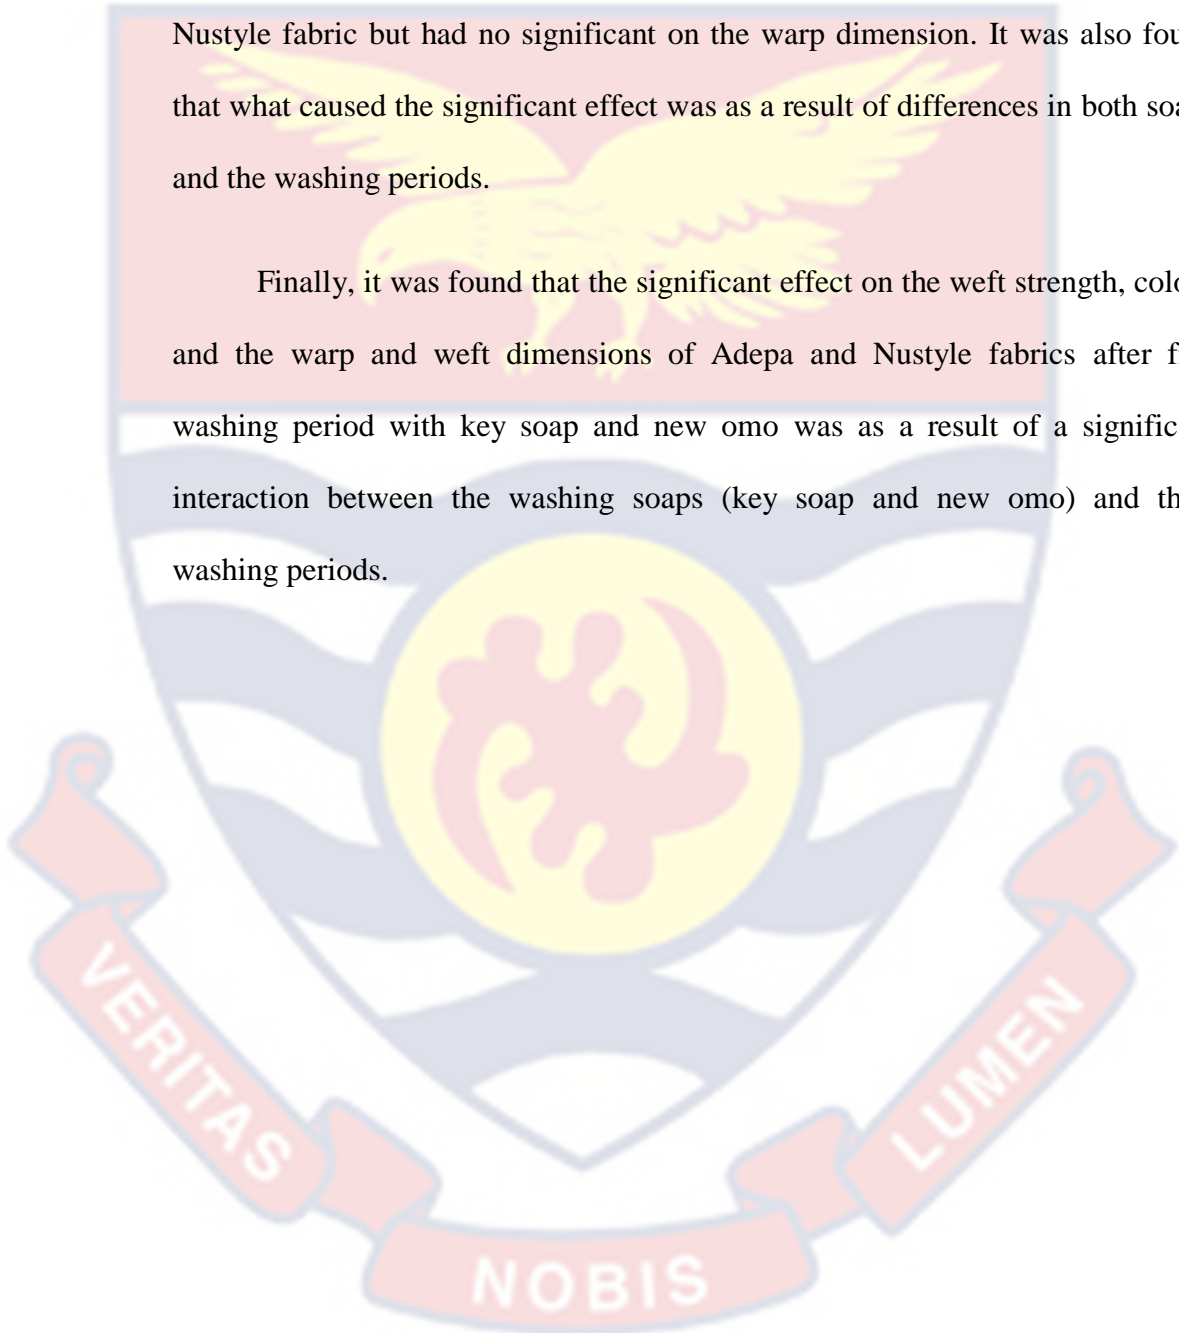 Nustyle fabric but had no significant on the warp dimension. It was also fou
that what caused the significant effect was as a result of differences in both soa
and the washing periods.
Finally, it was found that the significant effect on the weft strength, colo
and the warp and weft dimensions of Adepa and Nustyle fabrics after f
washing period with key soap and new omo was as a result of a signific
interaction between the washing soaps (key soap and new omo) and th
washing periods.
VERITAS
NOBIS
LUMEN